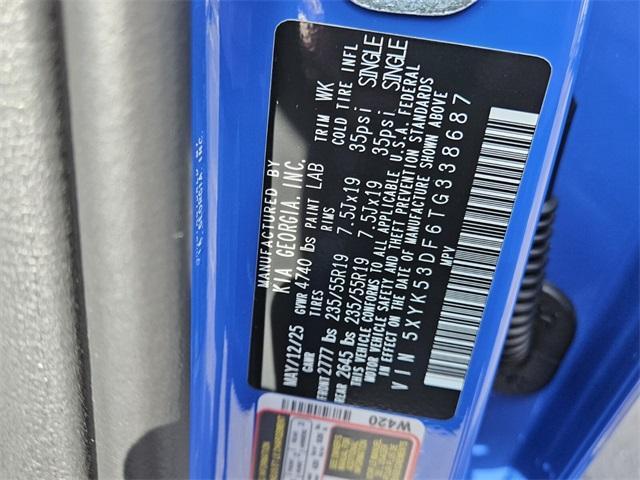 MANUFACTURED BY
KIA GEORGIA, INC.
MAY/12/25 GVWR 4740 lbs PAINT LAB TRIM WK
GAWR TIRES RIMS COLD TIRE INFL
FRONT 2777 lbs 235/55R19 7.5Jx19 35psi SINGLE
REAR 2645 lbs 235/55R19 7.5Jx19 35psi SINGLE
THIS VEHICLE CONFORMS TO ALL APPLICABLE U.S.A. FEDERAL
MOTOR VEHICLE SAFETY AND THEFT PREVENTION STANDARDS
IN EFFECT ON THE DATE OF MANUFACTURE SHOWN ABOVE
VIN 5XYK53DF6TG338687
MPV
W420